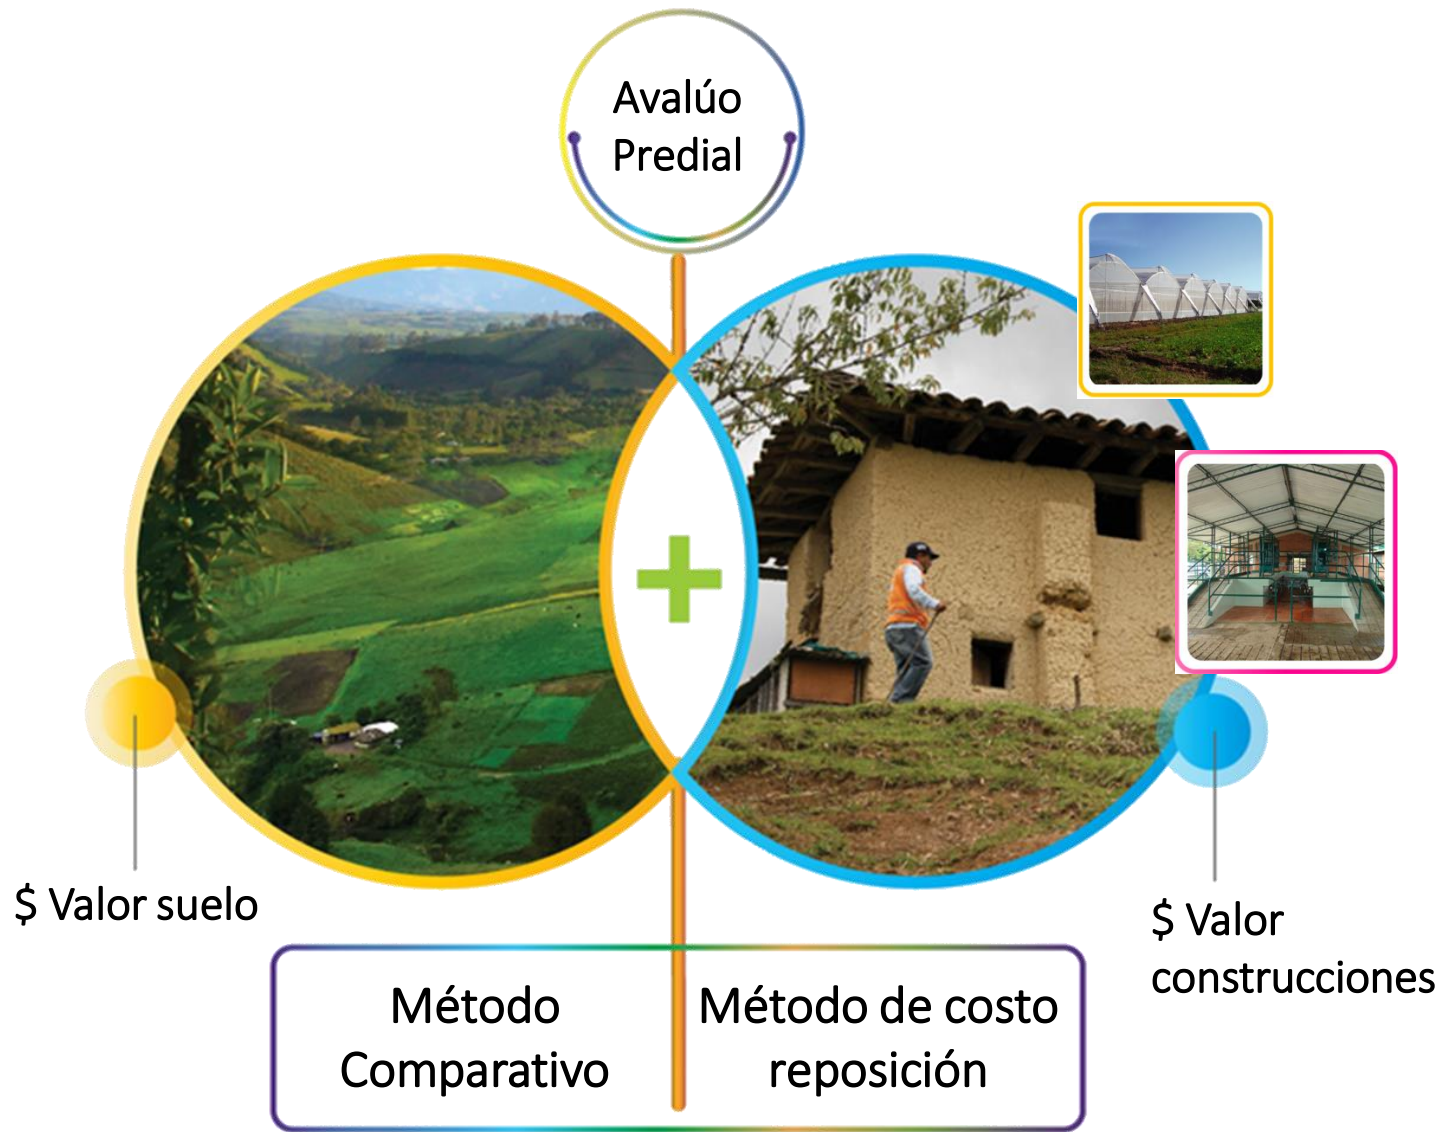 Avalúo
Predial
$ Valor suelo
$ Valor
construcciones
Método
Comparativo
Método de costo
reposición